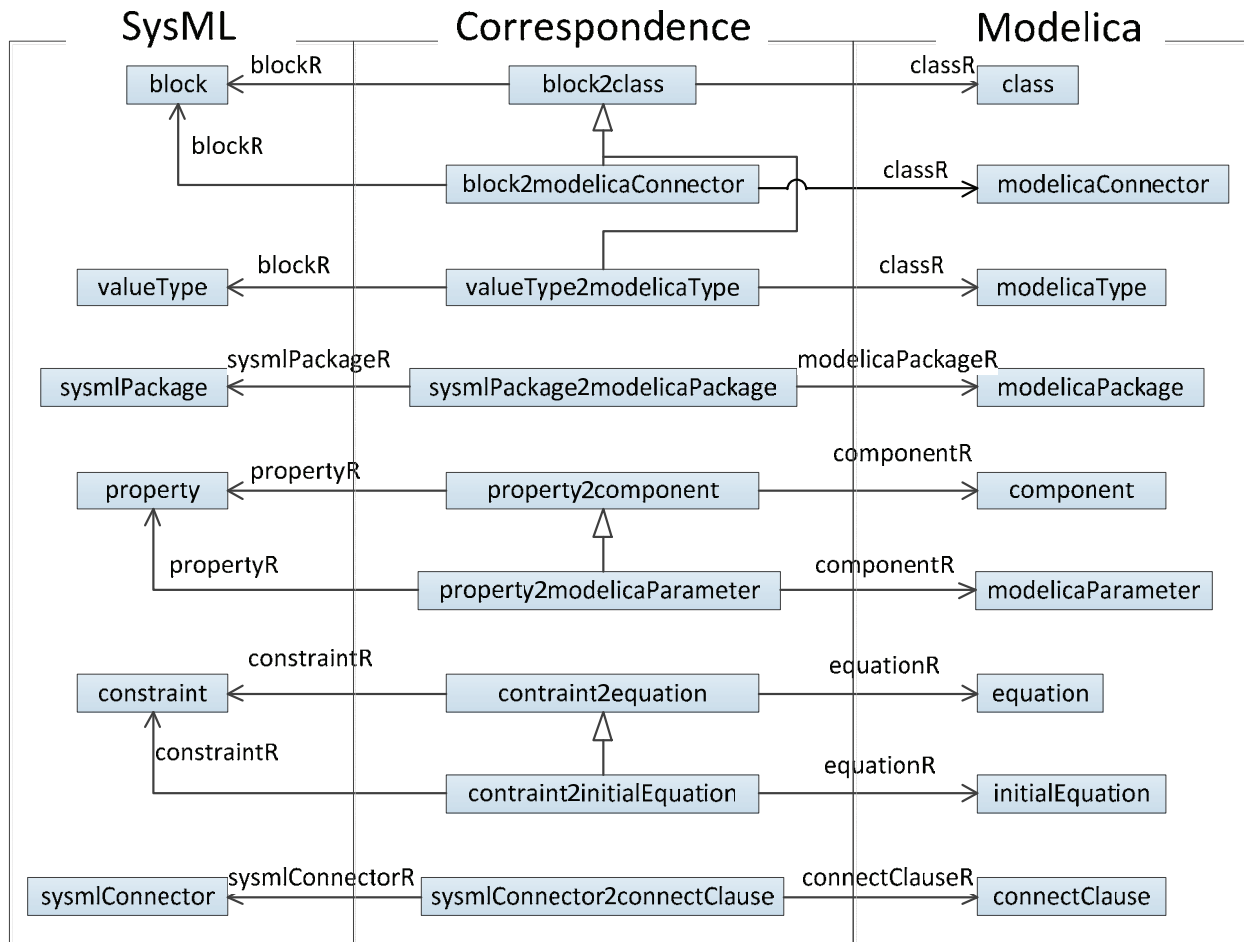 SysML Correspondence Modelica
blockR classR
block block2class class
blockR
classR
block2modelicaConnector modelicaConnector
blockR classR
valueType valueType2modelicaType modelicaType
sysmlPackageR modelicaPackageR
sysmlPackage sysmlPackage2modelicaPackage modelicaPackage
propertyR componentR
property property2component component
propertyR componentR
property2modelicaParameter modelicaParameter
constraintR equationR
constraint contraint2equation equation
constraintR equationR
contraint2initialEquation initialEquation
sysmlConnectorR connectClauseR
sysmlConnector sysmlConnector2connectClause connectClause